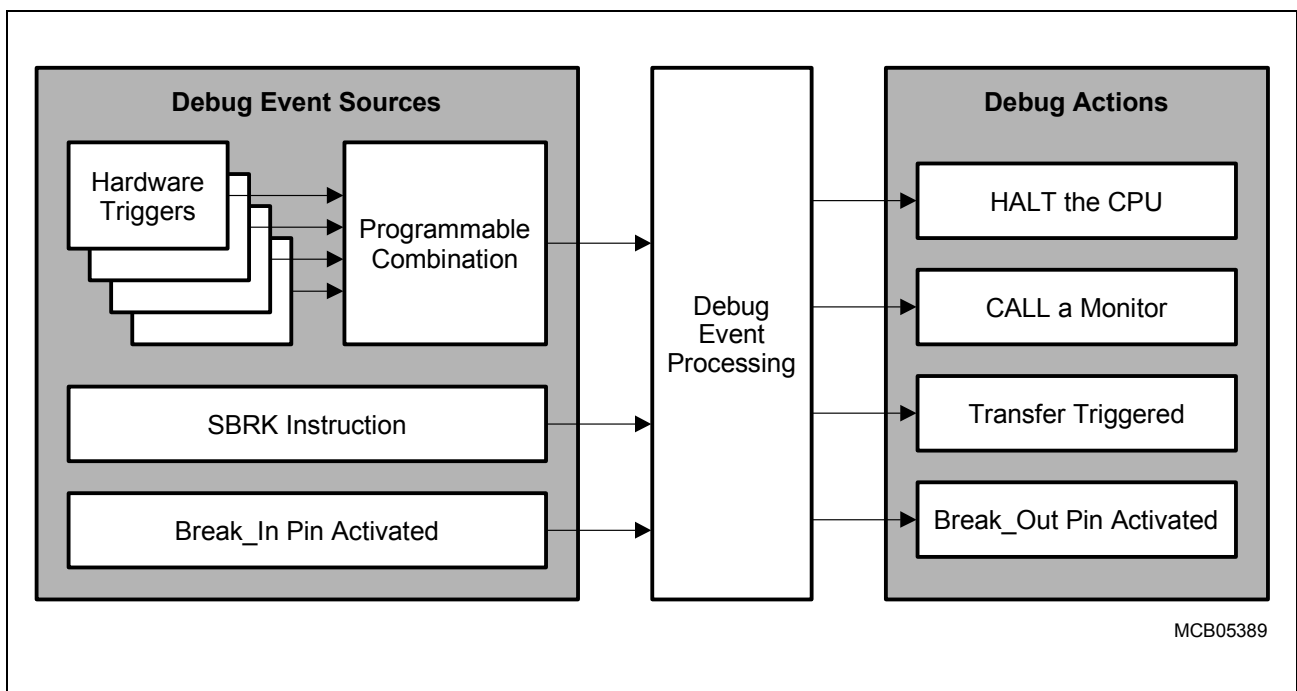 Debug Event Sources
Hardware
Triggers
Programmable
Combination
SBRK Instruction
Break_In Pin Activated
Debug
Event
Processing
Debug Actions
HALT the CPU
CALL a Monitor
Transfer Triggered
Break_Out Pin Activated
MCB05389